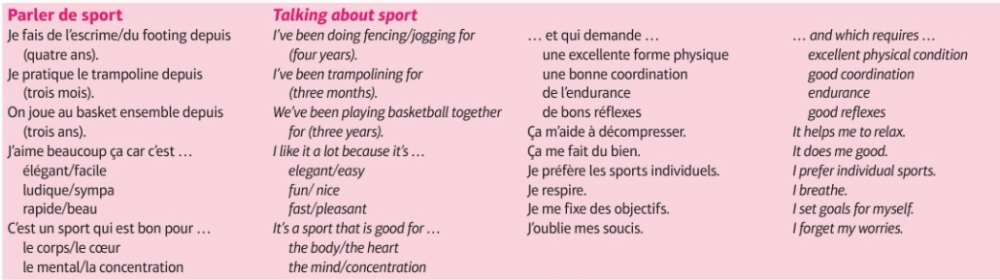 Parler de sport
Je fais de l'escrime/du footing depuis
(quatre ans).
Je pratique le trampoline depuis
(trois mois).
On joue au basket ensemble depuis
(trois ans).
J'aime beaucoup ça car c'est …
élégant/facile
ludique/sympa
rapide/beau
C'est un sport qui est bon pour …
le corps/le cœur
le mental/la concentration
Talking about sport
I've been doing fencing/jogging for
(four years).
I've been trampolining for
(three months).
We've been playing basketball together
for (three years).
I like it a lot because it's …
elegant/easy
fun/ nice
fast/pleasant
It's a sport that is good for …
the body/the heart
the mind/concentration
… et qui demande …
une excellente forme physique
une bonne coordination
de l'endurance
de bons réflexes
Ça m'aide à décompresser.
Ça me fait du bien.
Je préfère les sports individuels.
Je respire.
Je me fixe des objectifs.
J'oublie mes soucis.
… and which requires …
excellent physical condition
good coordination
endurance
good reflexes
It helps me to relax.
It does me good.
I prefer individual sports.
I breathe.
I set goals for myself.
I forget my worries.